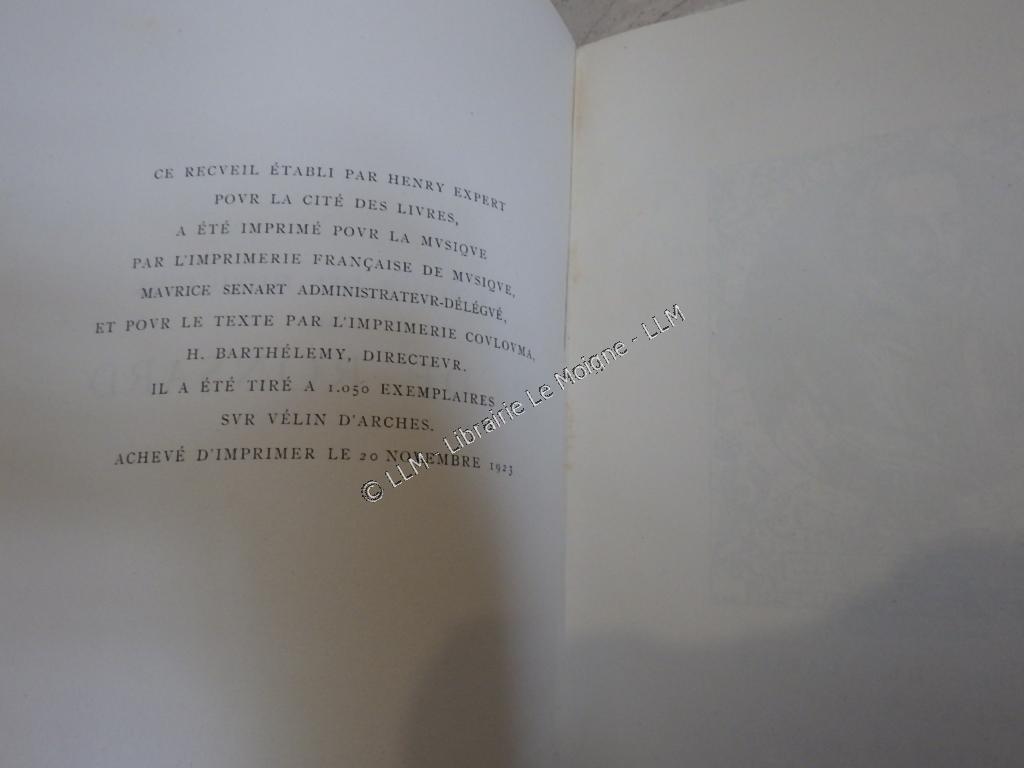 CE RECVEIL ÉTABLI PAR HENRY EXPERT
POVR LA CITÉ DES LIVRES,
A ÉTÉ IMPRIMÉ POVR LA MVSIQVE
PAR L'IMPRIMERIE FRANÇAISE DE MVSIQVE,
MAVRICE SENART ADMINISTRATEVR-DÉLÉGVÉ,
ET POVR LE TEXTE PAR L'IMPRIMERIE COVLOVMA,
H. BARTHÉLEMY, DIRECTEVR.
IL A ÉTÉ TIRÉ A 1.050 EXEMPLAIRES
SVR VÉLIN D'ARCHES.
ACHEVÉ D'IMPRIMER LE 20 NOVEMBRE 1923
© LLM - Librairie Le Moigne - LLM